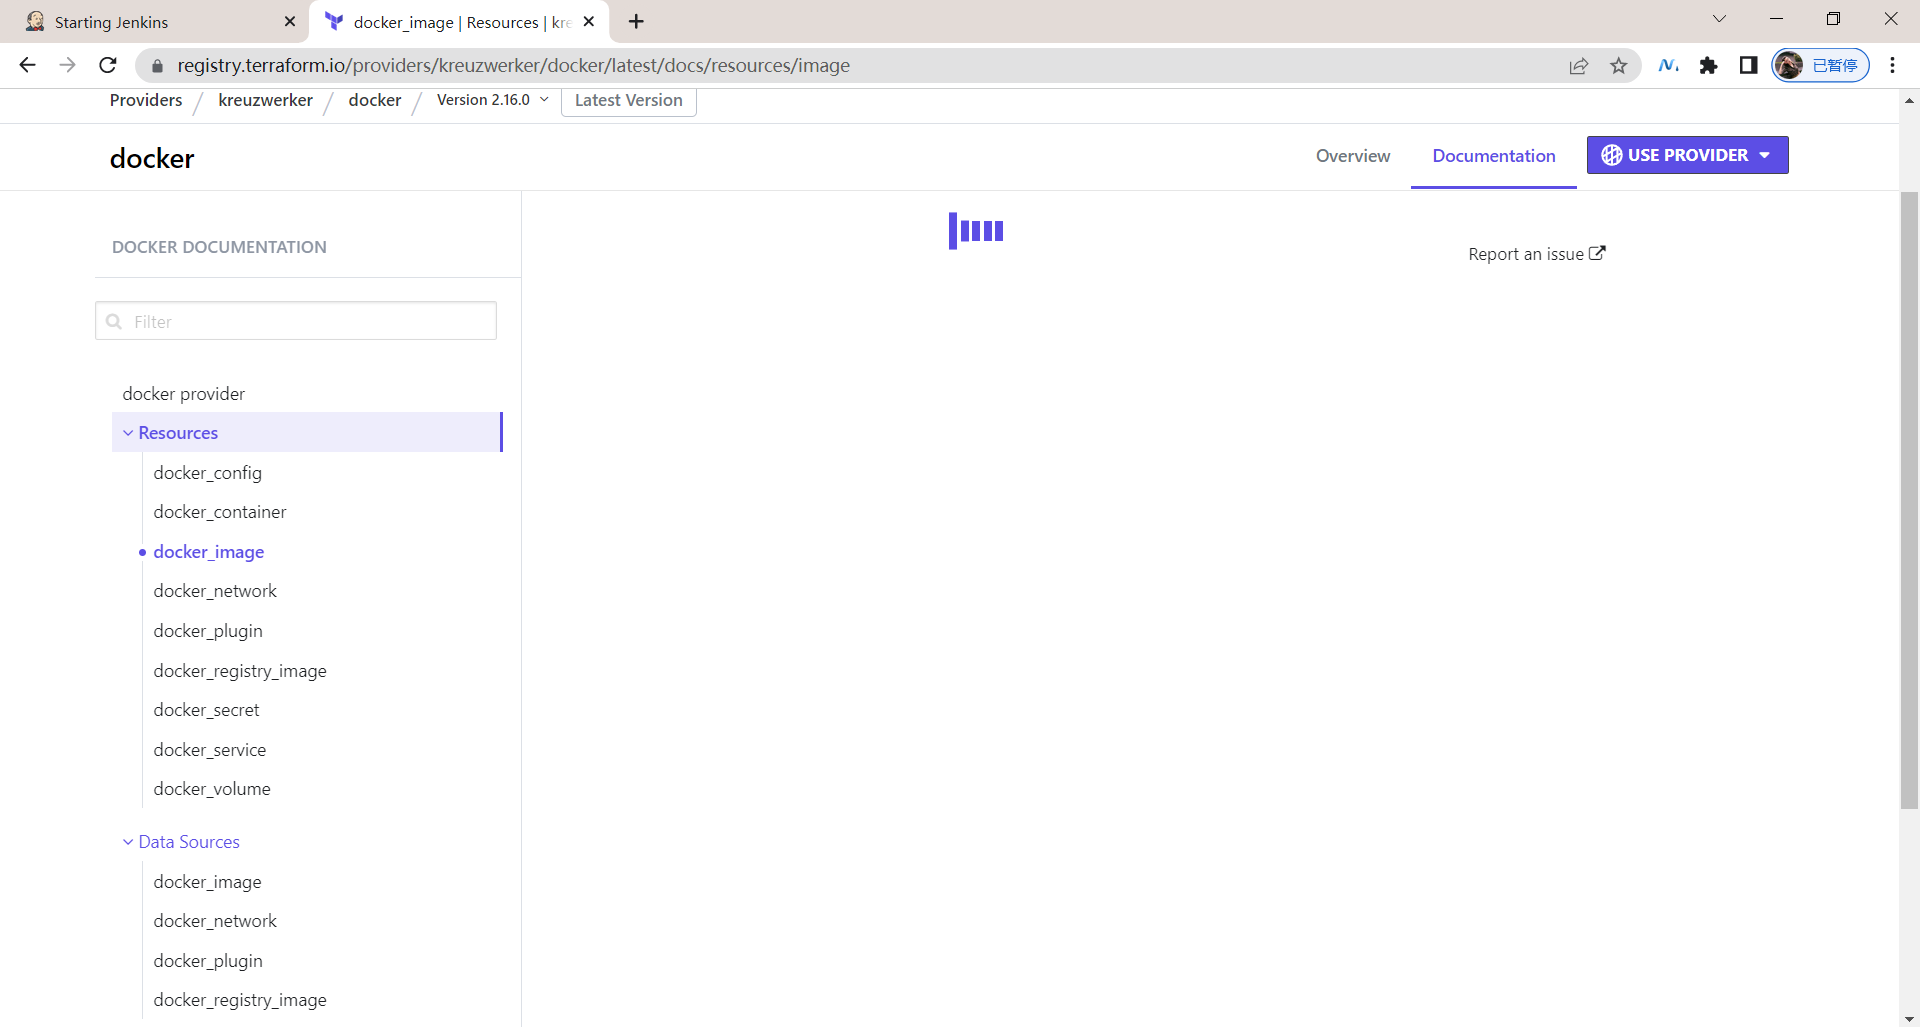 Starting Jenkins
docker_image | Resources | kre
registry.terraform.io/providers/kreuzwerker/docker/latest/docs/resources/image
已暂停
Providers / kreuzwerker / docker / Version 2.16.0 Latest Version
docker
Overview
Documentation
USE PROVIDER
DOCKER DOCUMENTATION
Filter
docker provider
Resources
docker_config
docker_container
docker_image
docker_network
docker_plugin
docker_registry_image
docker_secret
docker_service
docker_volume
Data Sources
docker_image
docker_network
docker_plugin
docker_registry_image
Report an issue